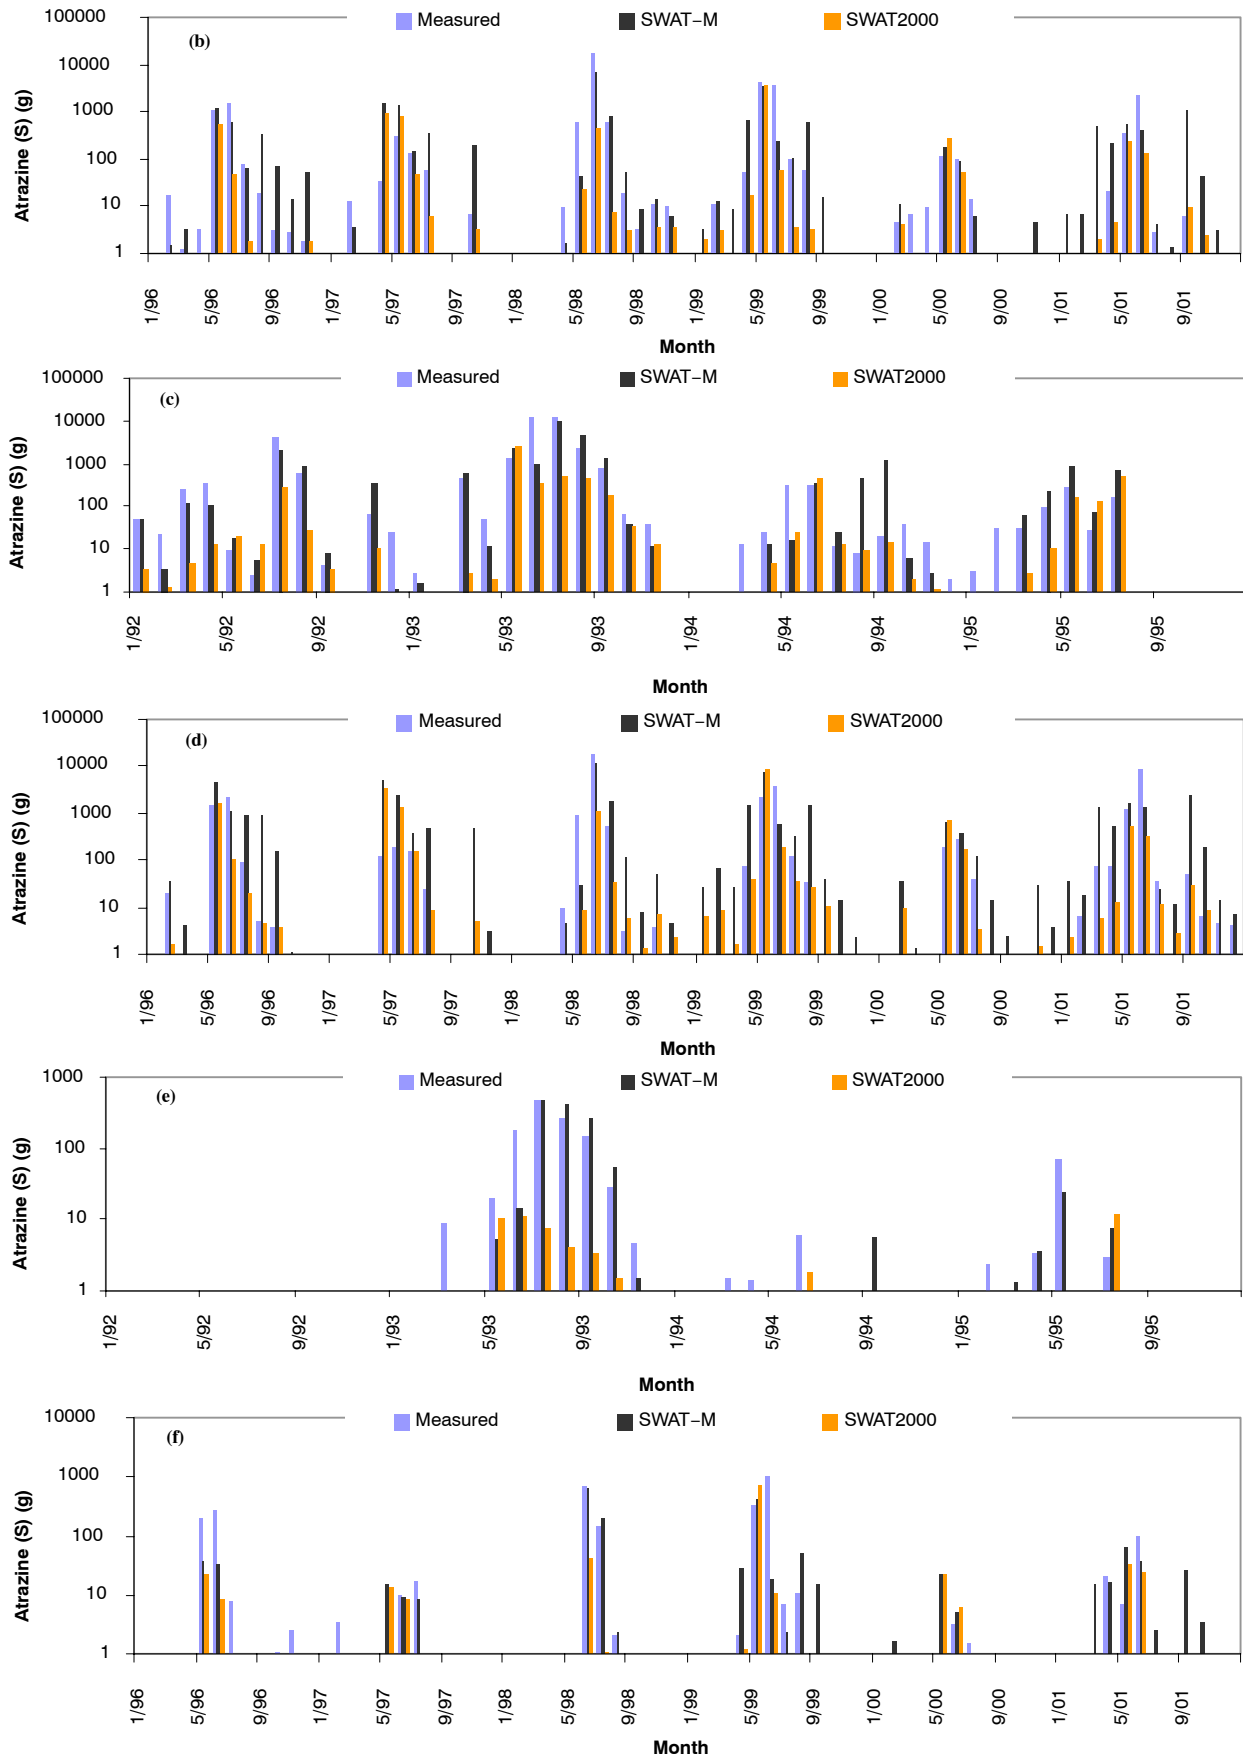 100000
Measured SWAT-M SWAT2000
(b)
10000
1000
100
10
1
Atrazine (S) (g)
1/96 5/96 9/96 1/97 5/97 9/97 1/98 5/98 9/98 1/99 5/99 9/99 1/00 5/00 9/00 1/01 5/01 9/01
Month
100000
Measured SWAT-M SWAT2000
(c)
10000
1000
100
10
1
Atrazine (S) (g)
1/92 5/92 9/92 1/93 5/93 9/93 1/94 5/94 9/94 1/95 5/95 9/95
Month
100000
Measured SWAT-M SWAT2000
(d)
10000
1000
100
10
1
Atrazine (S) (g)
1/96 5/96 9/96 1/97 5/97 9/97 1/98 5/98 9/98 1/99 5/99 9/99 1/00 5/00 9/00 1/01 5/01 9/01
Month
1000
Measured SWAT-M SWAT2000
(e)
100
10
1
Atrazine (S) (g)
1/92 5/92 9/92 1/93 5/93 9/93 1/94 5/94 9/94 1/95 5/95 9/95
Month
10000
Measured SWAT-M SWAT2000
(f)
1000
100
10
1
Atrazine (S) (g)
1/96 5/96 9/96 1/97 5/97 9/97 1/98 5/98 9/98 1/99 5/99 9/99 1/00 5/00 9/00 1/01 5/01 9/01
Month